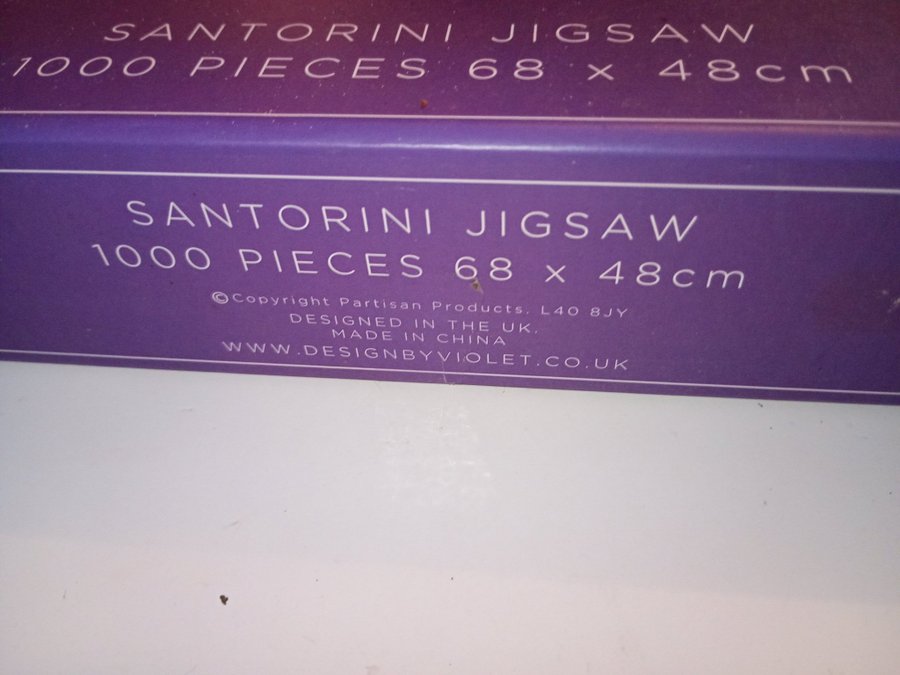 SANTORINI JIGSAW
1000 PIECES 68 x 48cm
SANTORINI JIGSAW
1000 PIECES 68 x 48cm
©Copyright Partisan Products. L40 8JY
DESIGNED IN THE UK.
MADE IN CHINA
WWW.DESIGNBYVIOLET.CO.UK